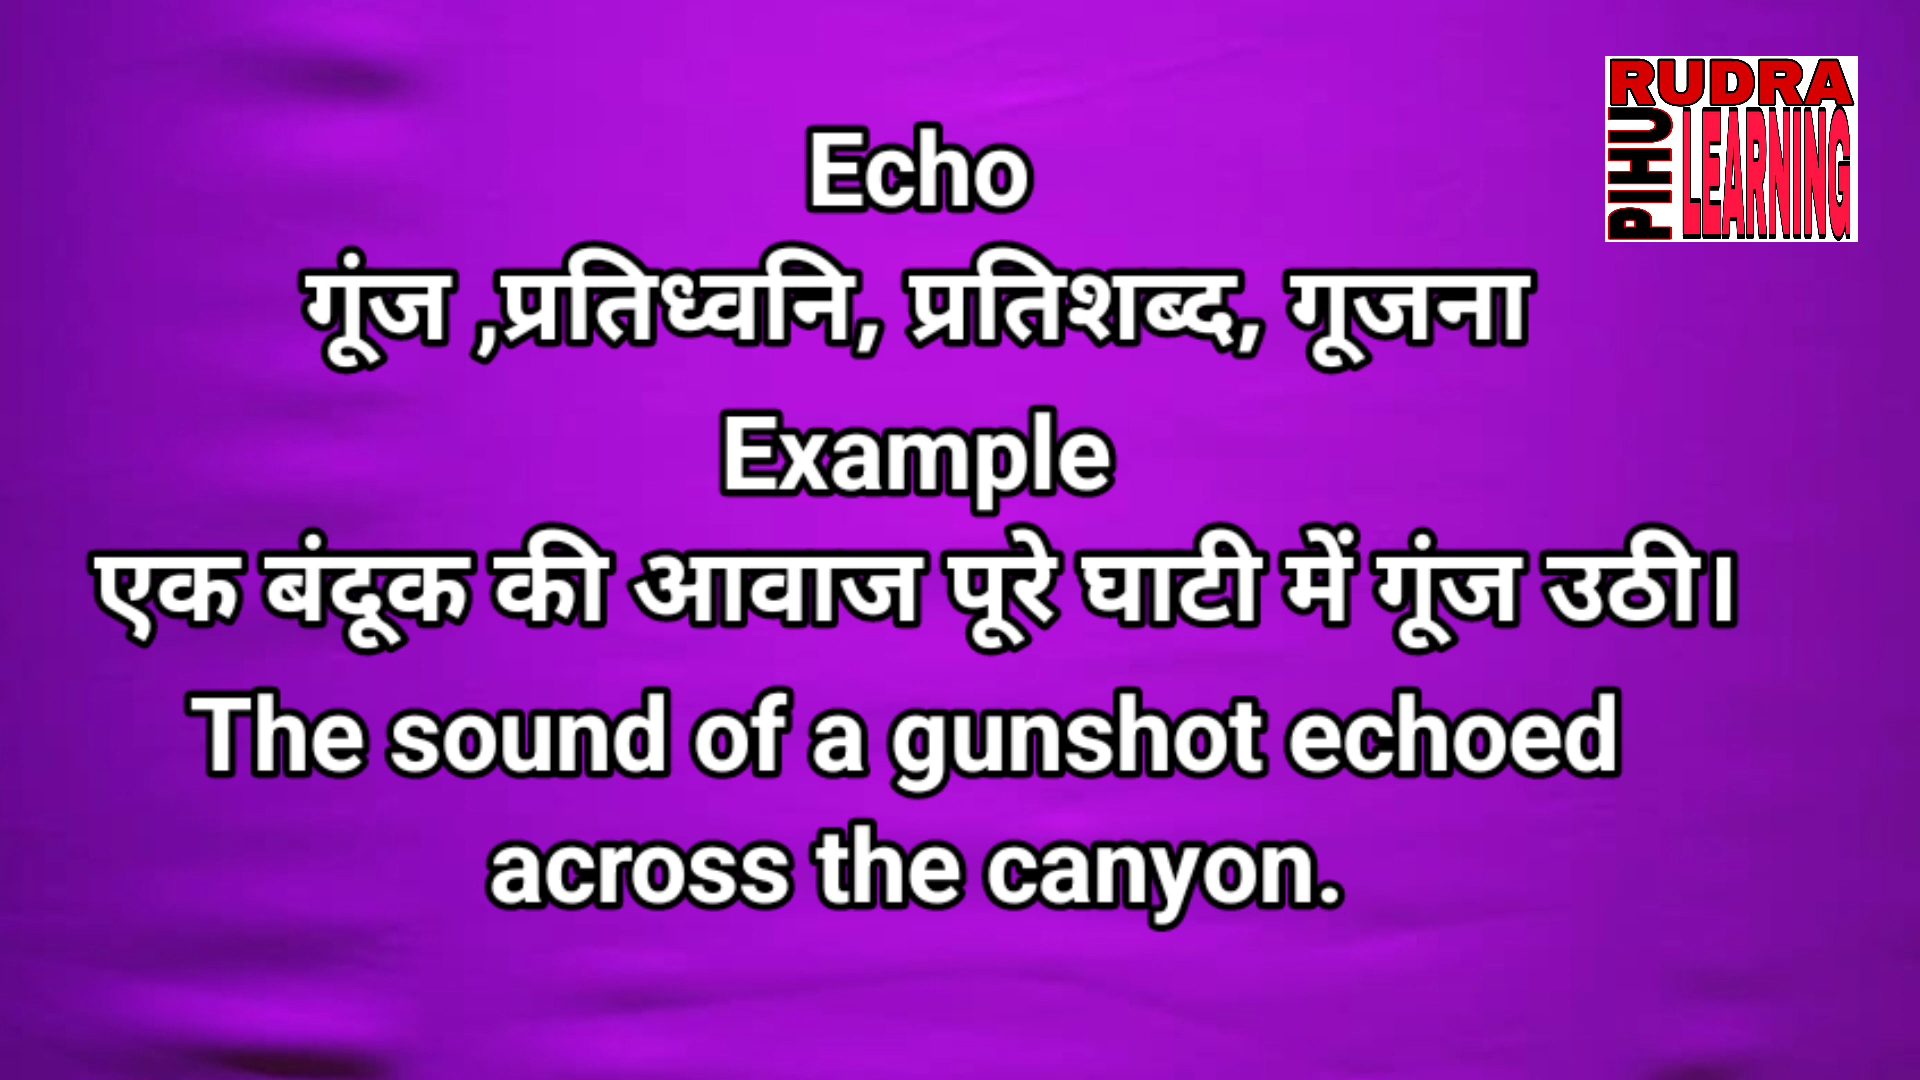 RUDRA
PIHU
LEARNING
Echo
गूंज ,प्रतिध्वनि, प्रतिशब्द, गूजना
Example
एक बंदूक की आवाज पूरे घाटी में गूंज उठी।
The sound of a gunshot echoed
across the canyon.